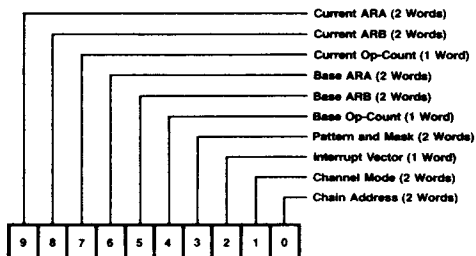 Current ARA (2 Words)
Current ARB (2 Words)
Current Op-Count (1 Word)
Base ARA (2 Words)
Base ARB (2 Words)
Base Op-Count (1 Word)
Pattern and Mask (2 Words)
Interrupt Vector (1 Word)
Channel Mode (2 Words)
Chain Address (2 Words)
9 8 7 6 5 4 3 2 1 0